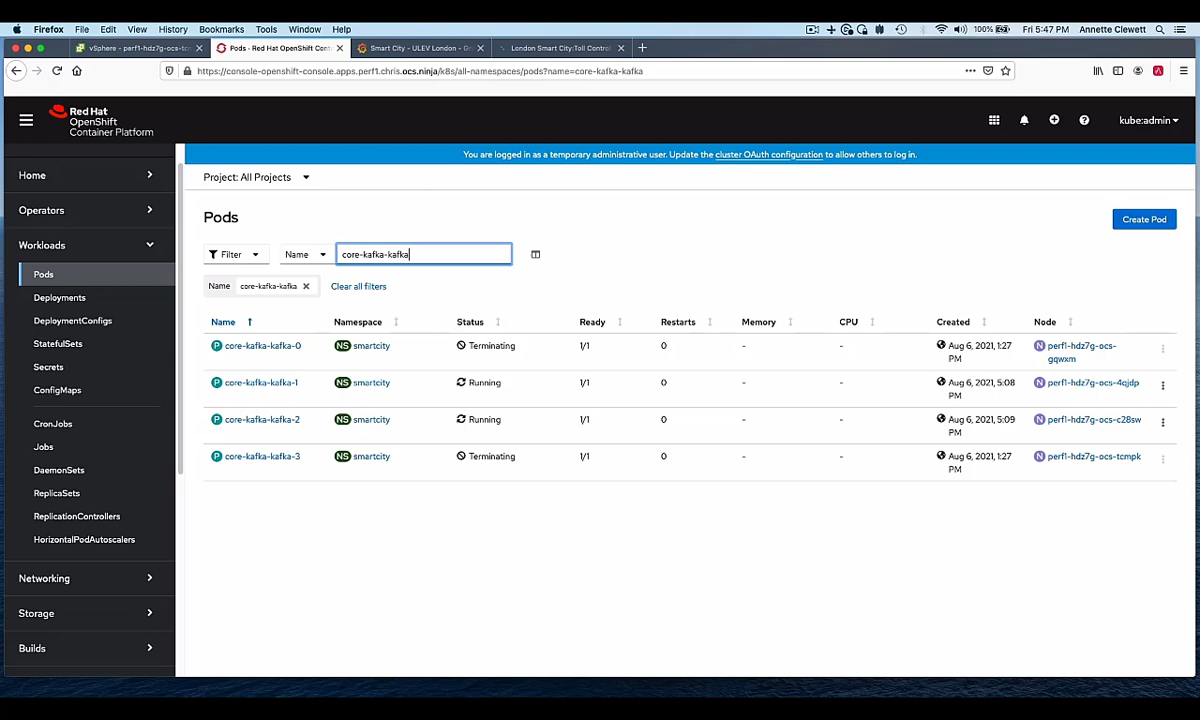 Firefox File Edit View History Bookmarks Tools Window Help 100% Fri 5:47 PM Annette Clewett
vSphere - perf1-hdz7g-ocs-tcm
Pods - Red Hat OpenShift Cont
Smart City - ULEV London - Gr
London Smart City:Toll Control
https://console-openshift-console.apps.perf1.chris.ocs.ninja/k8s/all-namespaces/pods?name=core-kafka-kafka
Red Hat
OpenShift
Container Platform
kube:admin
You are logged in as a temporary administrative user. Update the cluster OAuth configuration to allow others to log in.
Home
Operators
Workloads
Pods
Deployments
DeploymentConfigs
StatefulSets
Secrets
ConfigMaps
CronJobs
Jobs
DaemonSets
ReplicaSets
ReplicationControllers
HorizontalPodAutoscalers
Networking
Storage
Builds
Project: All Projects
Pods
Create Pod
Filter Name core-kafka-kafka
Name core-kafka-kafka Clear all filters
Name Namespace Status Ready Restarts Memory CPU Created Node
P core-kafka-kafka-0 NS smartcity Terminating 1/1 0 - - Aug 6, 2021, 1:27 PM N perf1-hdz7g-ocs-gqwxm
P core-kafka-kafka-1 NS smartcity Running 1/1 0 - - Aug 6, 2021, 5:08 PM N perf1-hdz7g-ocs-4qjdp
P core-kafka-kafka-2 NS smartcity Running 1/1 0 - - Aug 6, 2021, 5:09 PM N perf1-hdz7g-ocs-c28sw
P core-kafka-kafka-3 NS smartcity Terminating 1/1 0 - - Aug 6, 2021, 1:27 PM N perf1-hdz7g-ocs-tcmpk